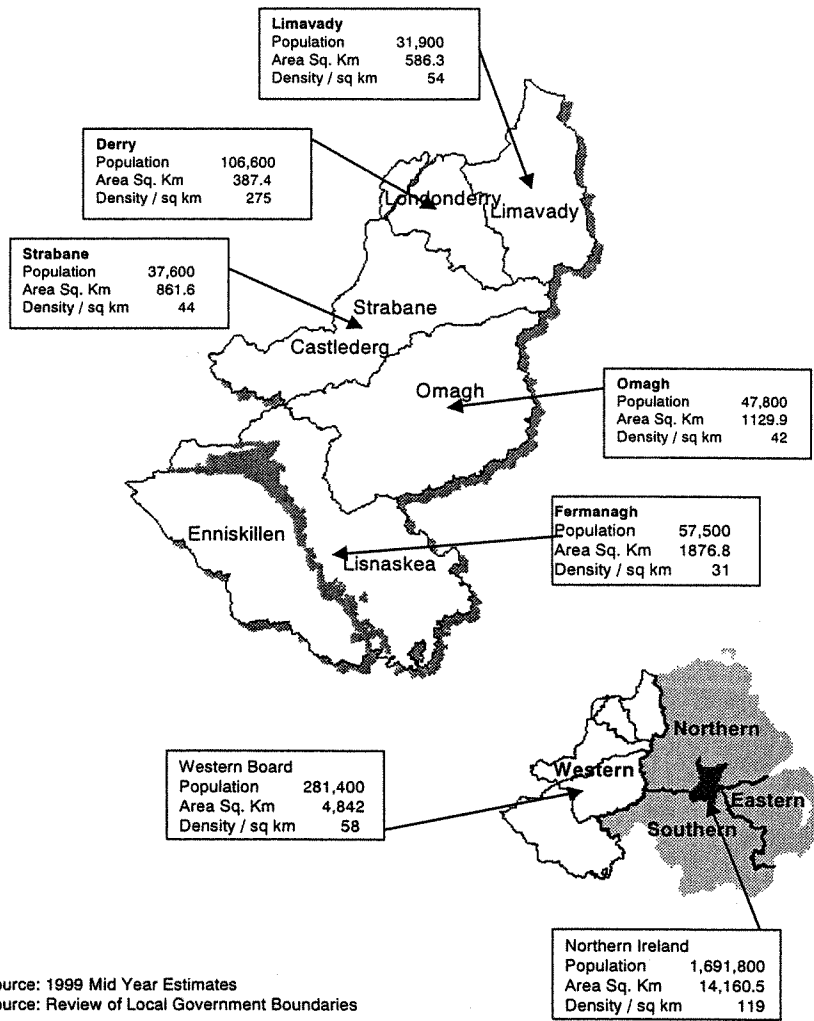 Limavady
Population 31,900
Area Sq. Km 586.3
Density / sq km 54
Derry
Population 106,600
Area Sq. Km 387.4
Density / sq km 275
Londonderry
Limavady
Strabane
Population 37,600
Area Sq. Km 861.6
Density / sq km 44
Strabane
Castlederg
Omagh
Omagh
Population 47,800
Area Sq. Km 1129.9
Density / sq km 42
Fermanagh
Population 57,500
Area Sq. Km 1876.8
Density / sq km 31
Enniskillen
Lisnaskea
Northern
Western
Eastern
Southern
Western Board
Population 281,400
Area Sq. Km 4,842
Density / sq km 58
Northern Ireland
Population 1,691,800
Area Sq. Km 14,160.5
Density / sq km 119
ource: 1999 Mid Year Estimates
ource: Review of Local Government Boundaries